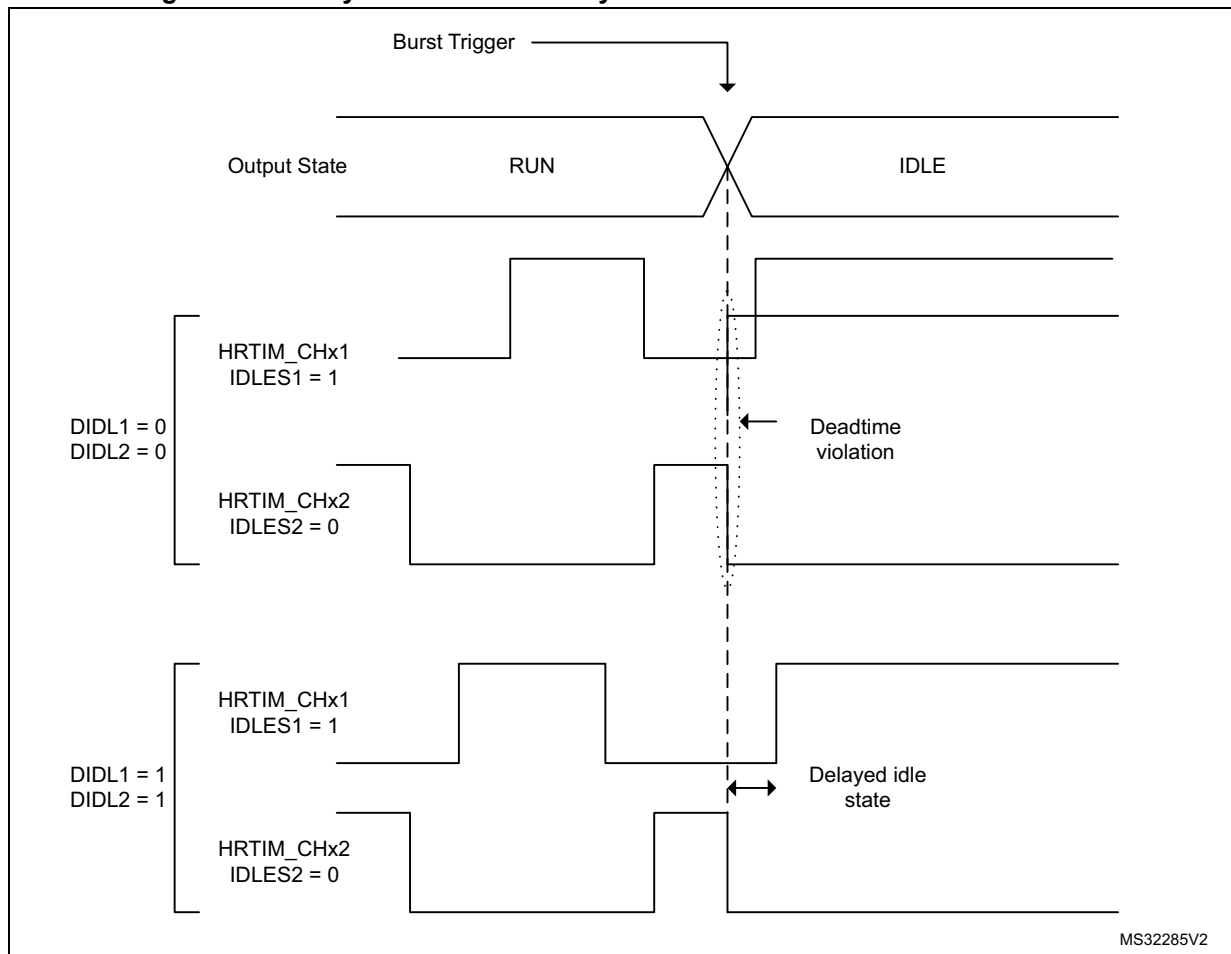 Burst Trigger
Output State
RUN
IDLE
HRTIM_CHx1
IDLES1 = 1
DIDL1 = 0
DIDL2 = 0
Deadtime
violation
HRTIM_CHx2
IDLES2 = 0
HRTIM_CHx1
IDLES1 = 1
DIDL1 = 1
DIDL2 = 1
Delayed idle
state
HRTIM_CHx2
IDLES2 = 0
MS32285V2